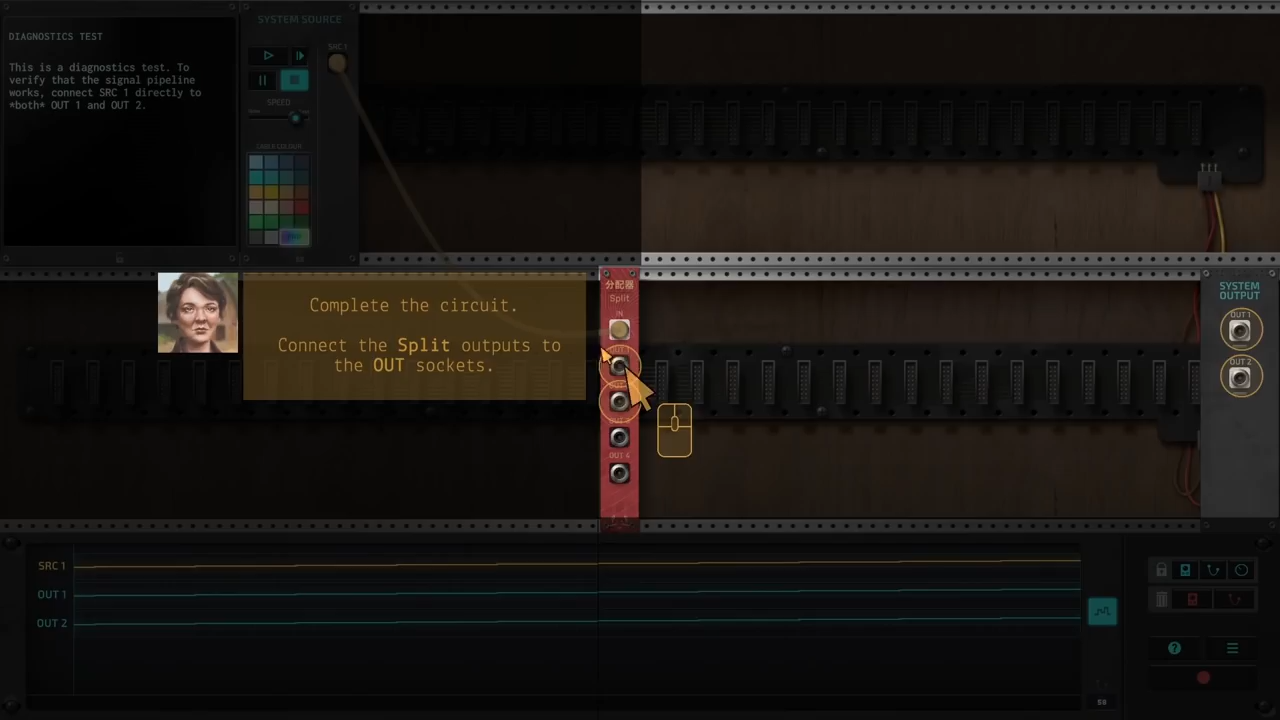 DIAGNOSTICS TEST
This is a diagnostics test. To
verify that the signal pipeline
works, connect SRC 1 directly to
*both* OUT 1 and OUT 2.
SYSTEM SOURCE
SRC 1
SPEED
CABLE COLOUR
Complete the circuit.
Connect the Split outputs to
the OUT sockets.
分配器
Split
IN
OUT 4
SYSTEM
OUTPUT
OUT 1
OUT 2
SRC 1
OUT 1
OUT 2
?